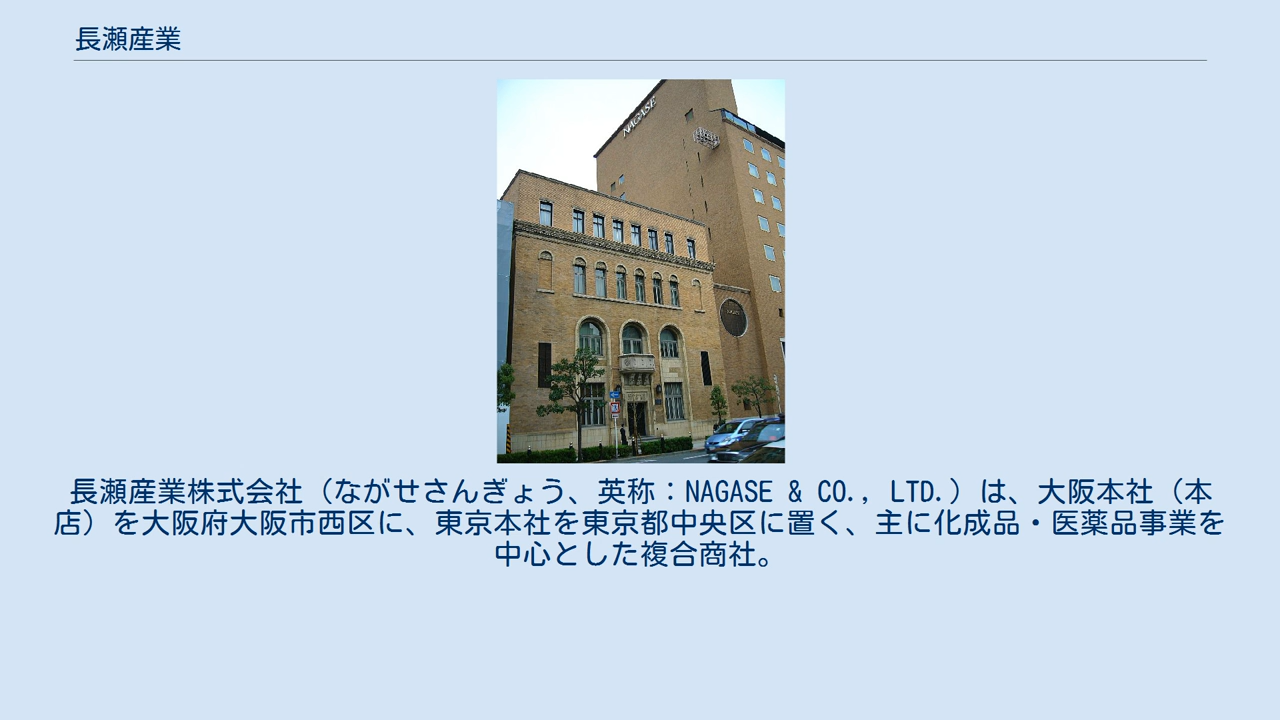 長瀬産業
NAGASE
長瀬産業株式会社（ながせさんぎょう、英称：NAGASE & CO., LTD.）は、大阪本社（本
店）を大阪府大阪市西区に、東京本社を東京都中央区に置く、主に化成品・医薬品事業を
中心とした複合商社。